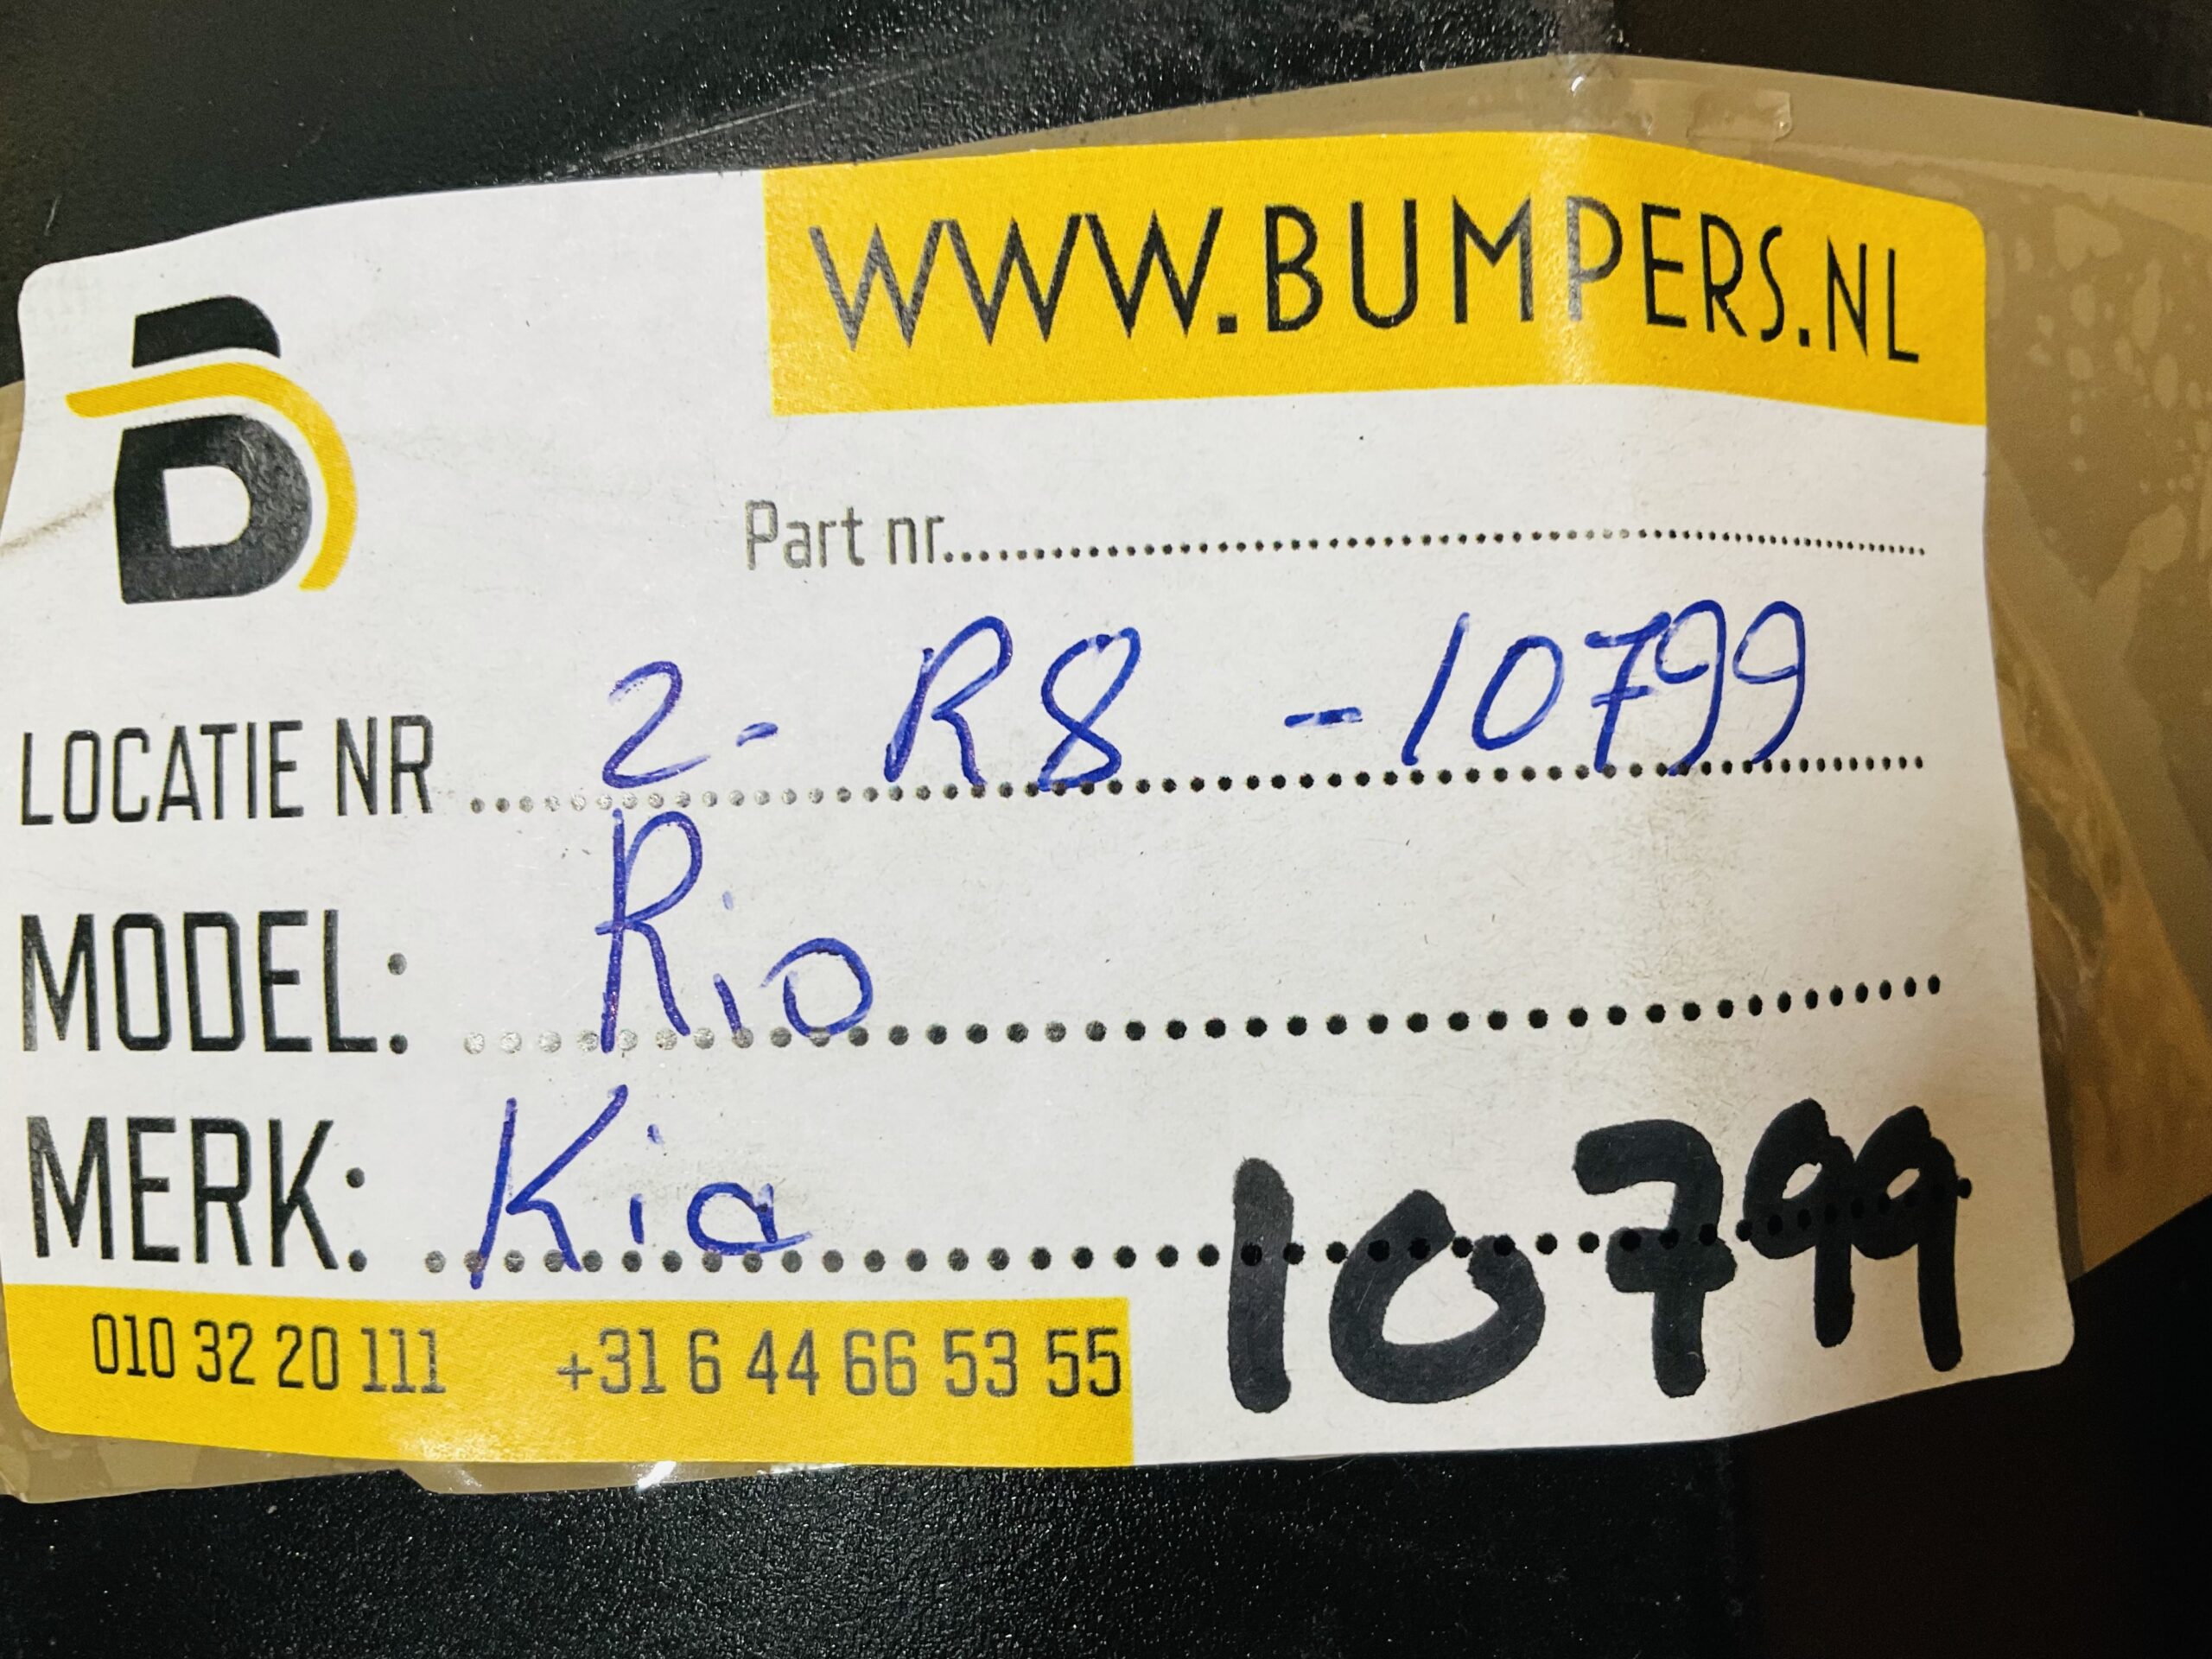 B
WWW.BUMPERS.NL
Part nr...............................................................
LOCATIE NR ............................................................... 2- R8 -10799
MODEL: ............................................ Rio
MERK: ............................................ Kia
10799
010 32 20 111 +31 6 44 66 53 55